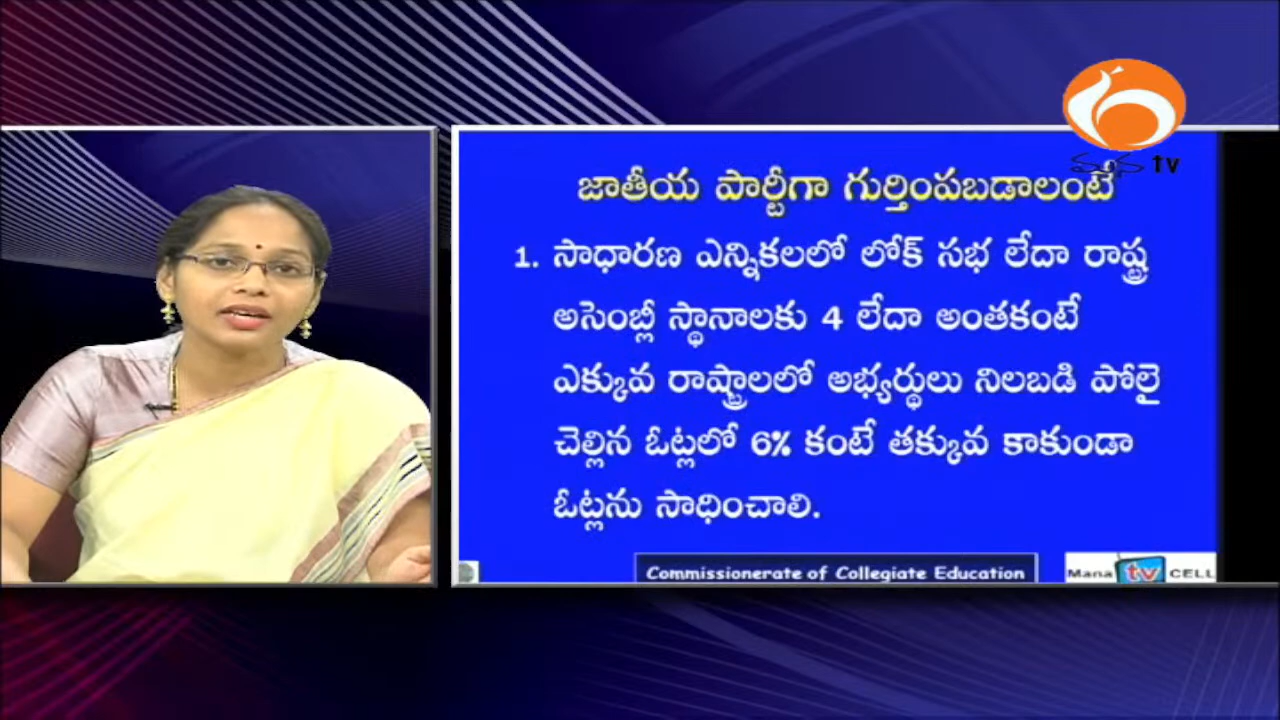 మన tv
జాతీయ పార్టీగా గుర్తింపబడాలంటే
1. సాధారణ ఎన్నికలలో లోక్ సభ లేదా రాష్ట్ర
అసెంబ్లీ స్థానాలకు 4 లేదా అంతకంటే
ఎక్కువ రాష్ట్రాలలో అభ్యర్థులు నిలబడి పోలై
చెల్లిన ఓట్లలో 6% కంటే తక్కువ కాకుండా
ఓట్లను సాధించాలి.
Commissionerate of Collegiate Education
Mana tv CELL